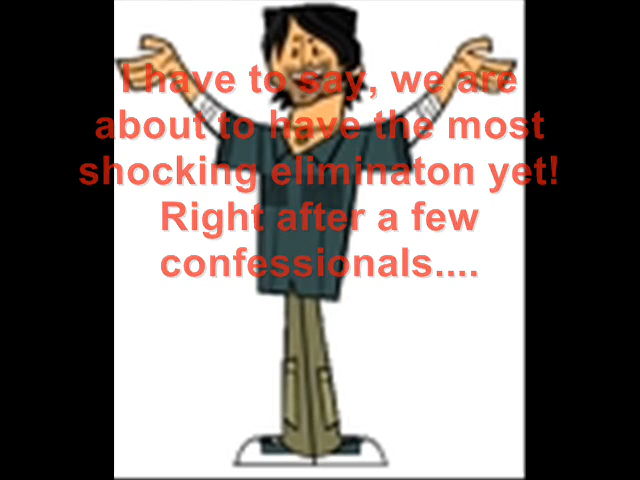 I have to say, we are
about to have the most
shocking eliminaton yet!
Right after a few
confessionals....